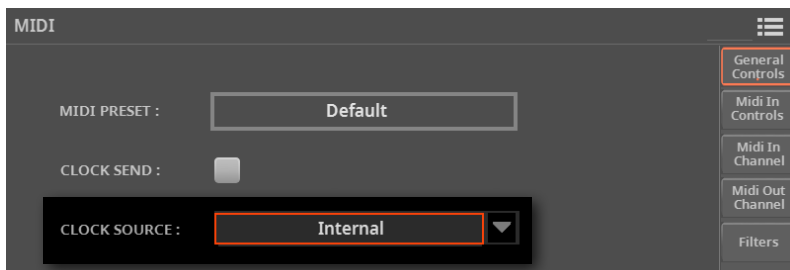 MIDI
General
Controls
MIDI PRESET : Default
Midi In
Controls
CLOCK SEND :
Midi In
Channel
Midi Out
Channel
CLOCK SOURCE : Internal
Filters